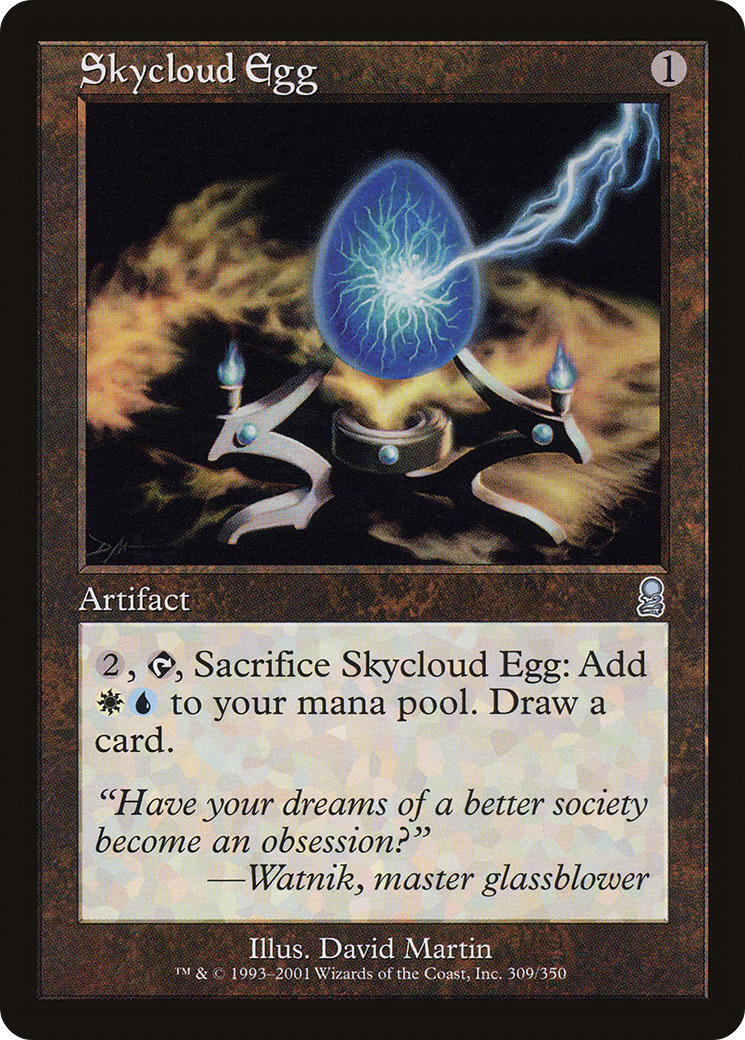 Skycloud Egg 1
DM
Artifact
2, , Sacrifice Skycloud Egg: Add
to your mana pool. Draw a
card.
“Have your dreams of a better society
become an obsession?”
—Watnik, master glassblower
Illus. David Martin
™ & © 1993–2001 Wizards of the Coast, Inc. 309/350